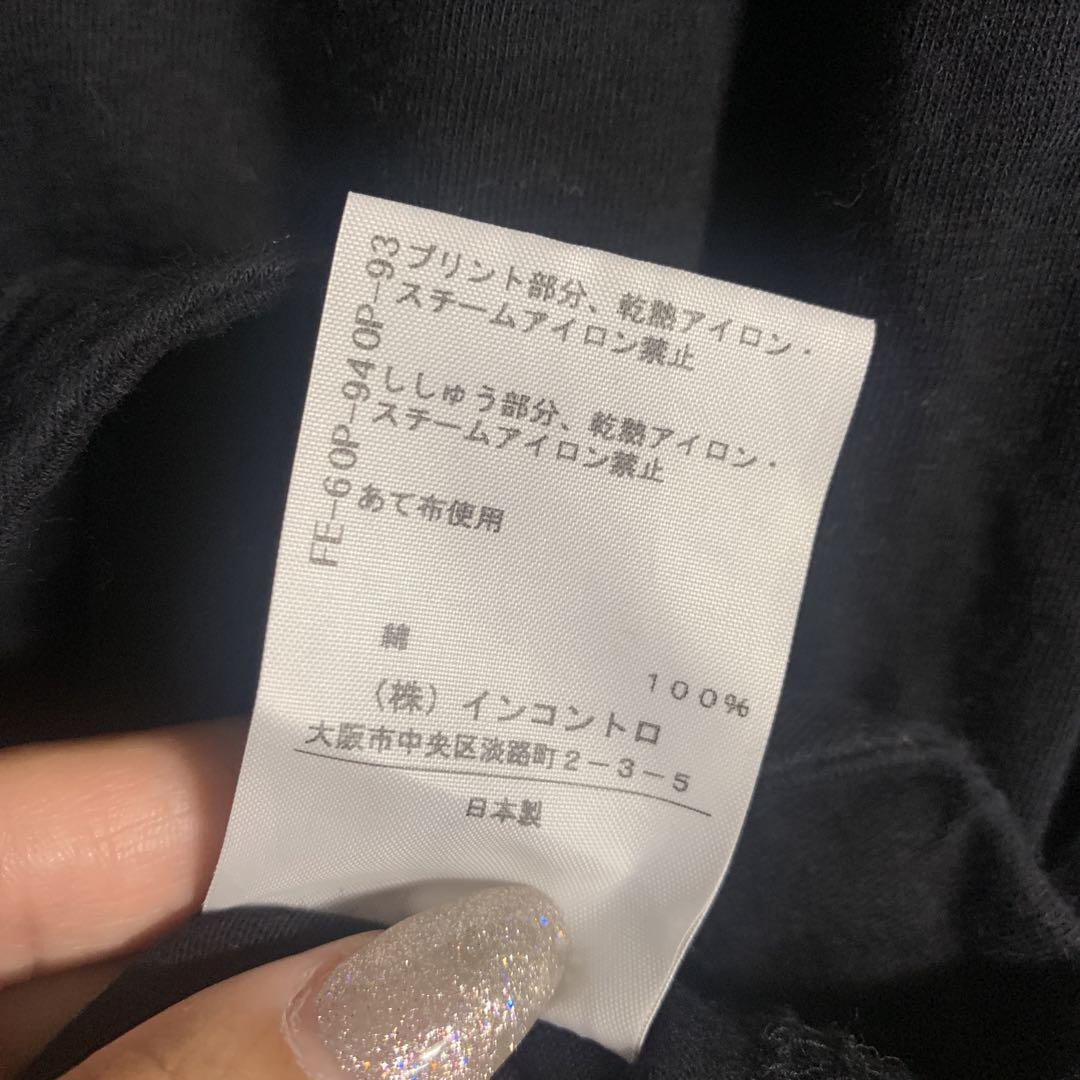 プリント部分、乾熱アイロン・
スチームアイロン禁止
ししゅう部分、乾熱アイロン・
スチームアイロン禁止
あて布使用
FE-60P-940P-93
綿 100%
(株)インコントロ
大阪市中央区淡路町2-3-5
日本製